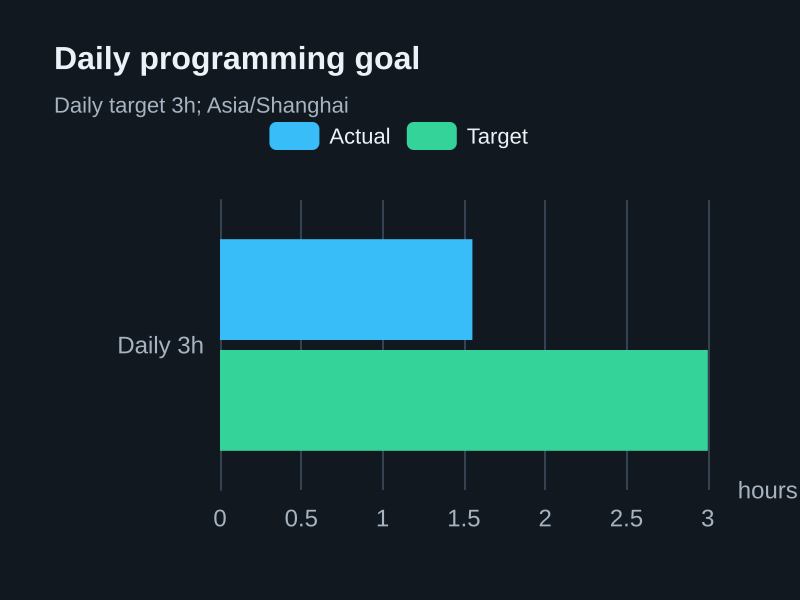 Daily programming goal
Daily target 3h; Asia/Shanghai
Actual Target
Daily 3h
hours
0 0.5 1 1.5 2 2.5 3